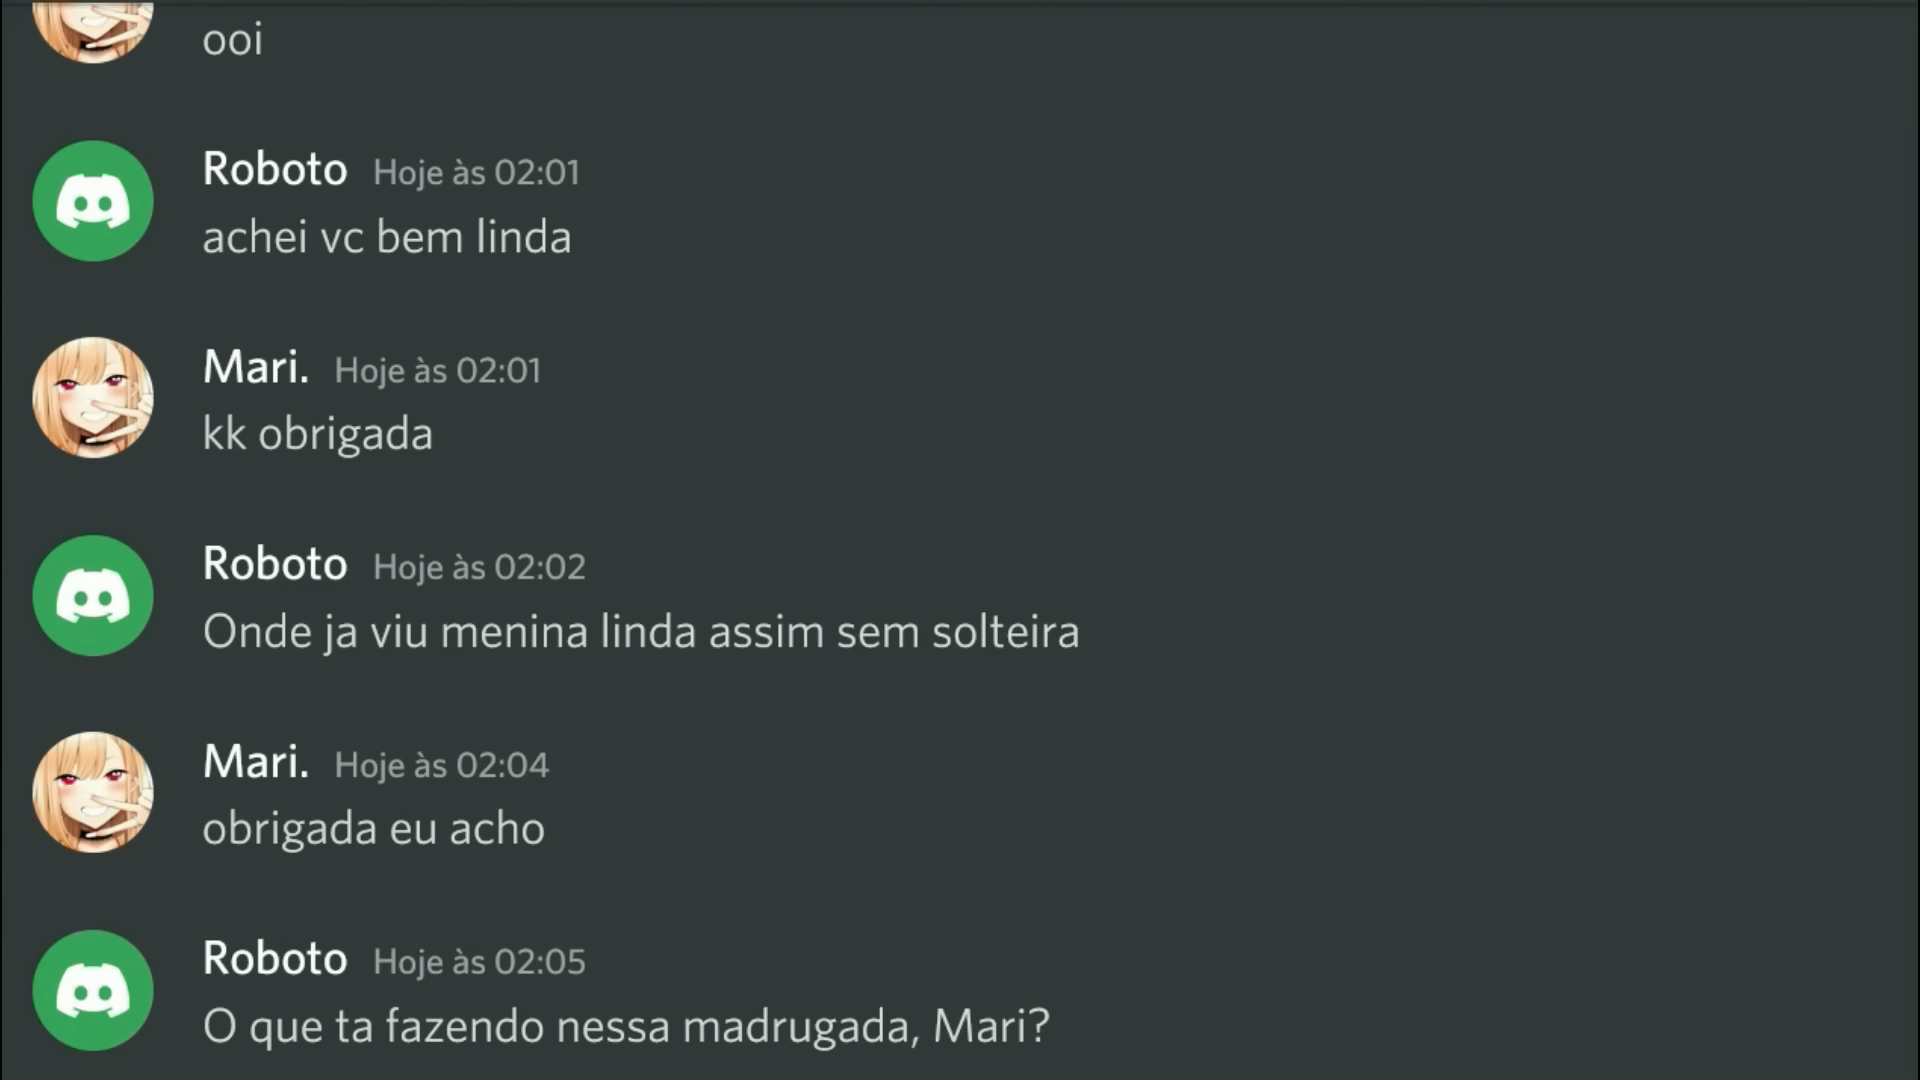 ooi
Roboto Hoje às 02:01
achei vc bem linda
Mari. Hoje às 02:01
kk obrigada
Roboto Hoje às 02:02
Onde ja viu menina linda assim sem solteira
Mari. Hoje às 02:04
obrigada eu acho
Roboto Hoje às 02:05
O que ta fazendo nessa madrugada, Mari?